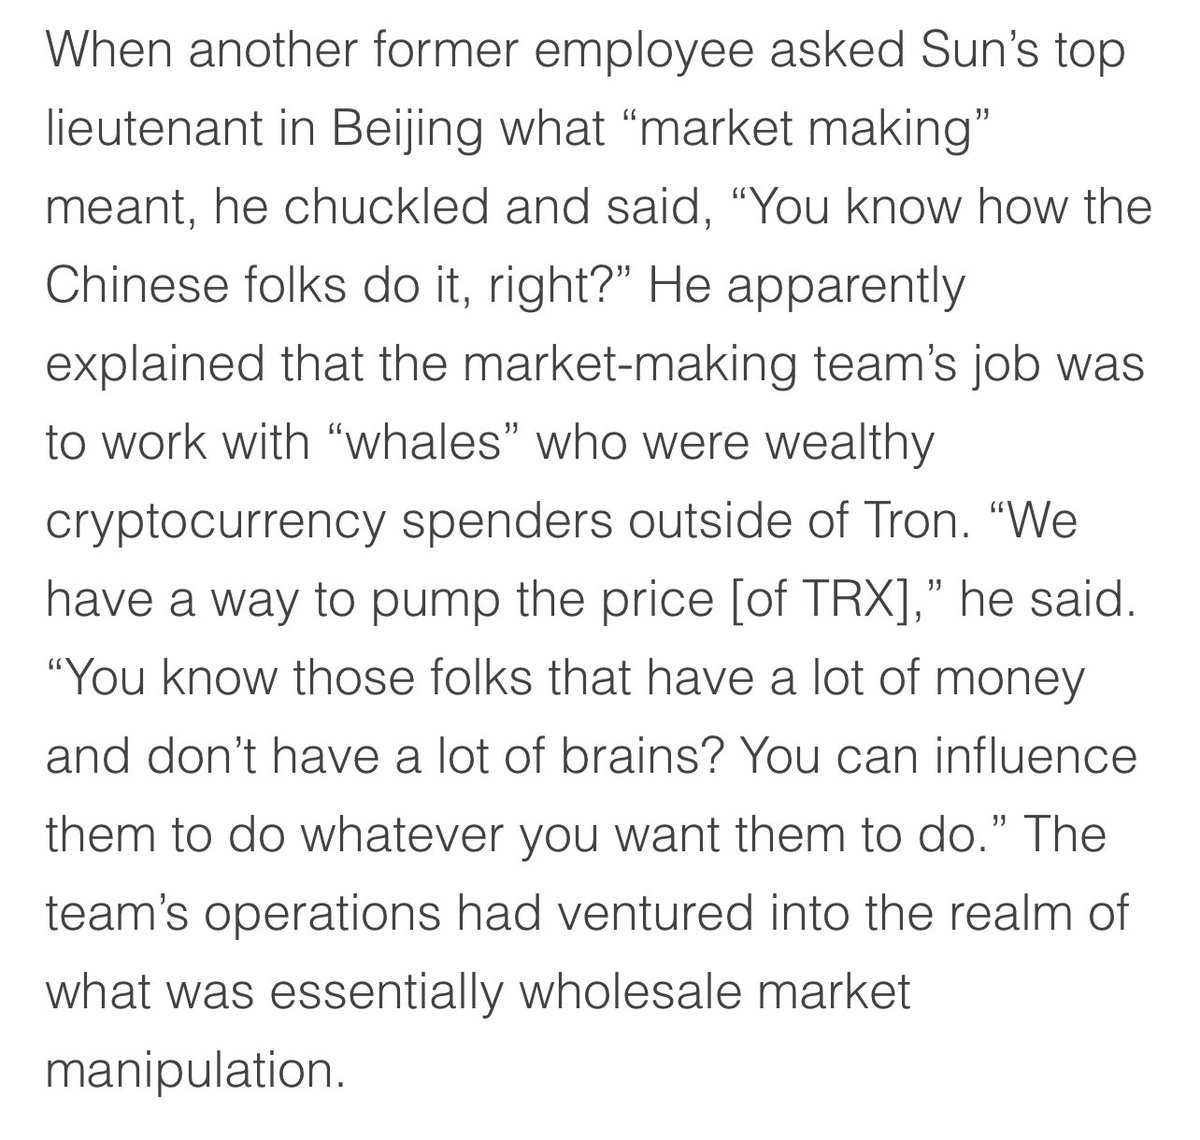 When another former employee asked Sun’s top
lieutenant in Beijing what “market making”
meant, he chuckled and said, “You know how the
Chinese folks do it, right?” He apparently
explained that the market-making team’s job was
to work with “whales” who were wealthy
cryptocurrency spenders outside of Tron. “We
have a way to pump the price [of TRX],” he said.
“You know those folks that have a lot of money
and don’t have a lot of brains? You can influence
them to do whatever you want them to do.” The
team’s operations had ventured into the realm of
what was essentially wholesale market
manipulation.